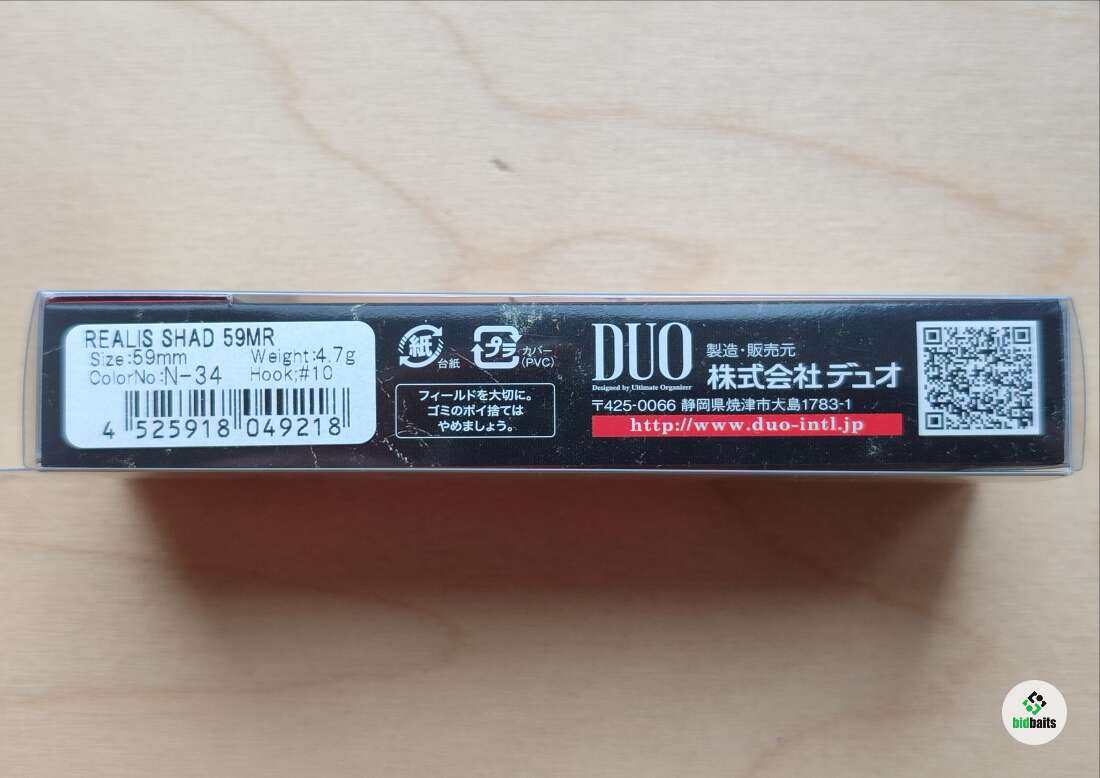 REALIS SHAD 59MR
Size:59mm Weight:4.7g
ColorNo:N-34 Hook;#10
4 525918 049218
紙 台紙
プラ カバー
(PVC)
フィールドを大切に。
ゴミのポイ捨ては
やめましょう。
DUO
Designed by Ultimate Organizer
製造・販売元
株式会社デュオ
〒425-0066 静岡県焼津市大島1783-1
http://www.duo-intl.jp
bidbaits